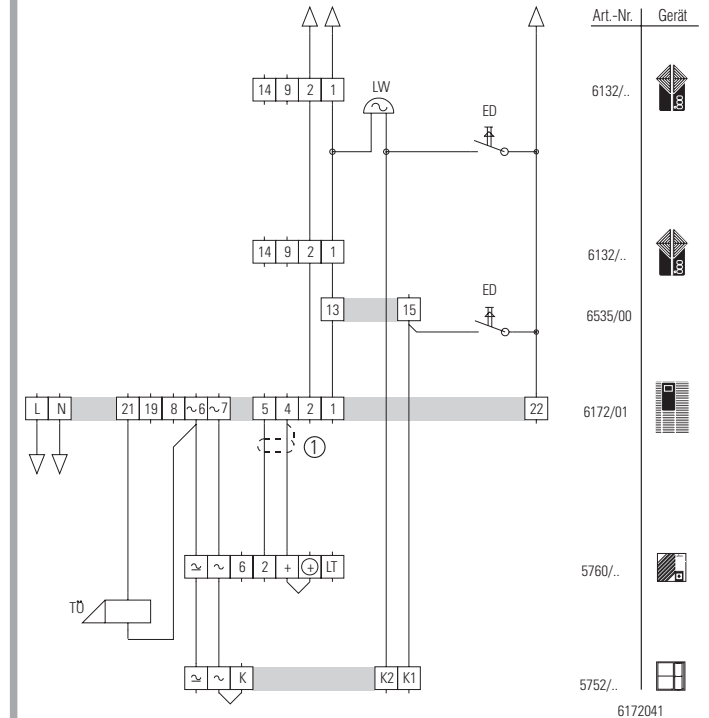 Art.-Nr. Gerät
14 9 2 1
LW
ED
6132/..
14 9 2 1
6132/..
13 15
ED
6535/00
L N 21 19 8 ~6 ~7 5 4 2 1 22
6172/01
1
≃ ~ 6 2 + + LT
5760/..
TÖ
≃ ~ K K2 K1
5752/..
6172041